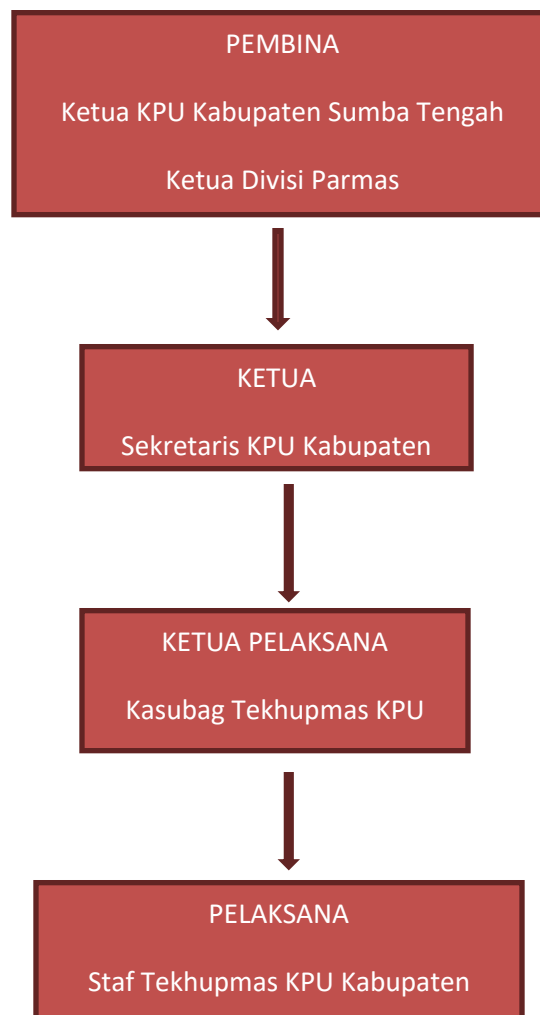 PEMBINA
Ketua KPU Kabupaten Sumba Tengah
Ketua Divisi Parmas
KETUA
Sekretaris KPU Kabupaten
KETUA PELAKSANA
Kasubag Tekhupmas KPU
PELAKSANA
Staf Tekhupmas KPU Kabupaten